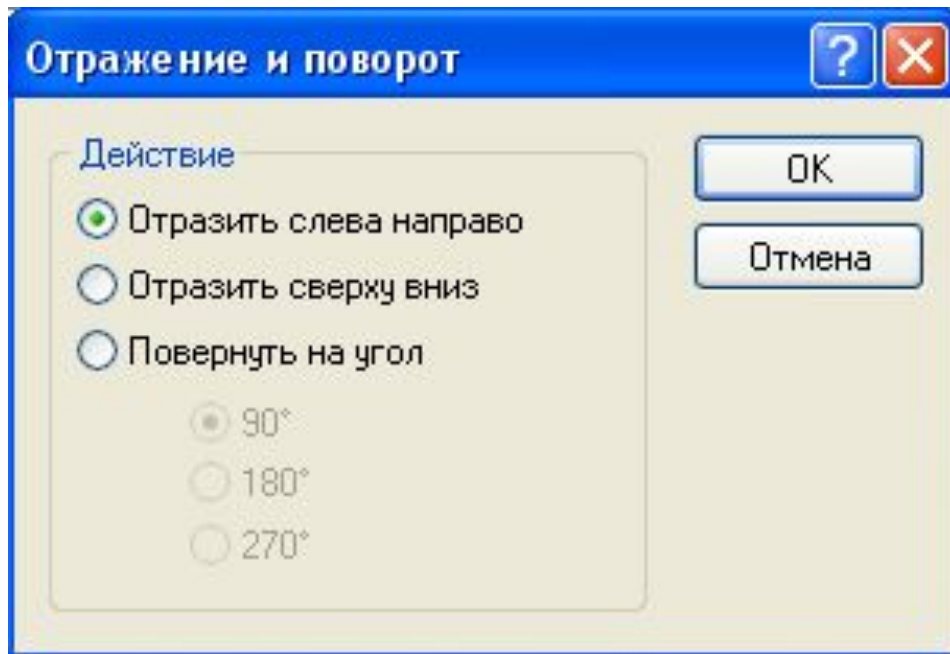 Отражение и поворот
Действие
Отразить слева направо
Отразить сверху вниз
Повернуть на угол
90°
180°
270°
OK
Отмена